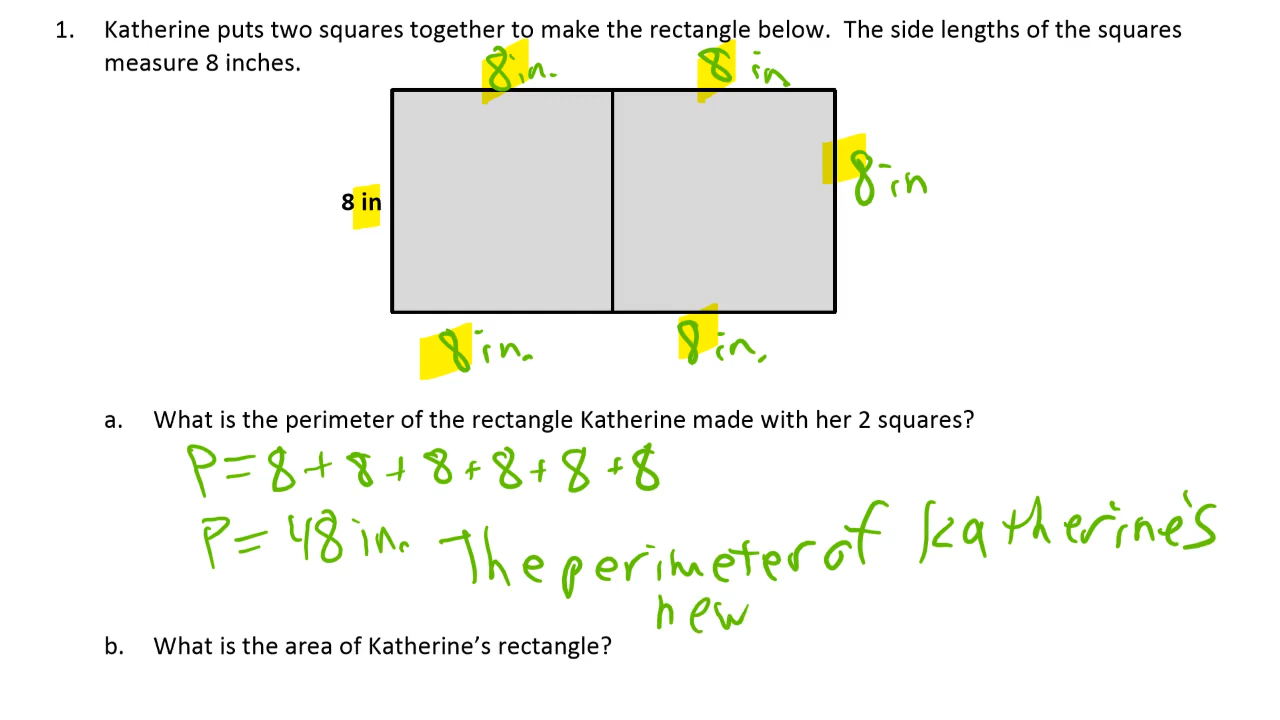 1. Katherine puts two squares together to make the rectangle below. The side lengths of the squares
measure 8 inches.
8 in. 8 in
8 in
8 in
8 in. 8 in.
a. What is the perimeter of the rectangle Katherine made with her 2 squares?
P = 8 + 8 + 8 + 8 + 8 + 8
P = 48 in. The perimeter of Katherine's
new
b. What is the area of Katherine’s rectangle?